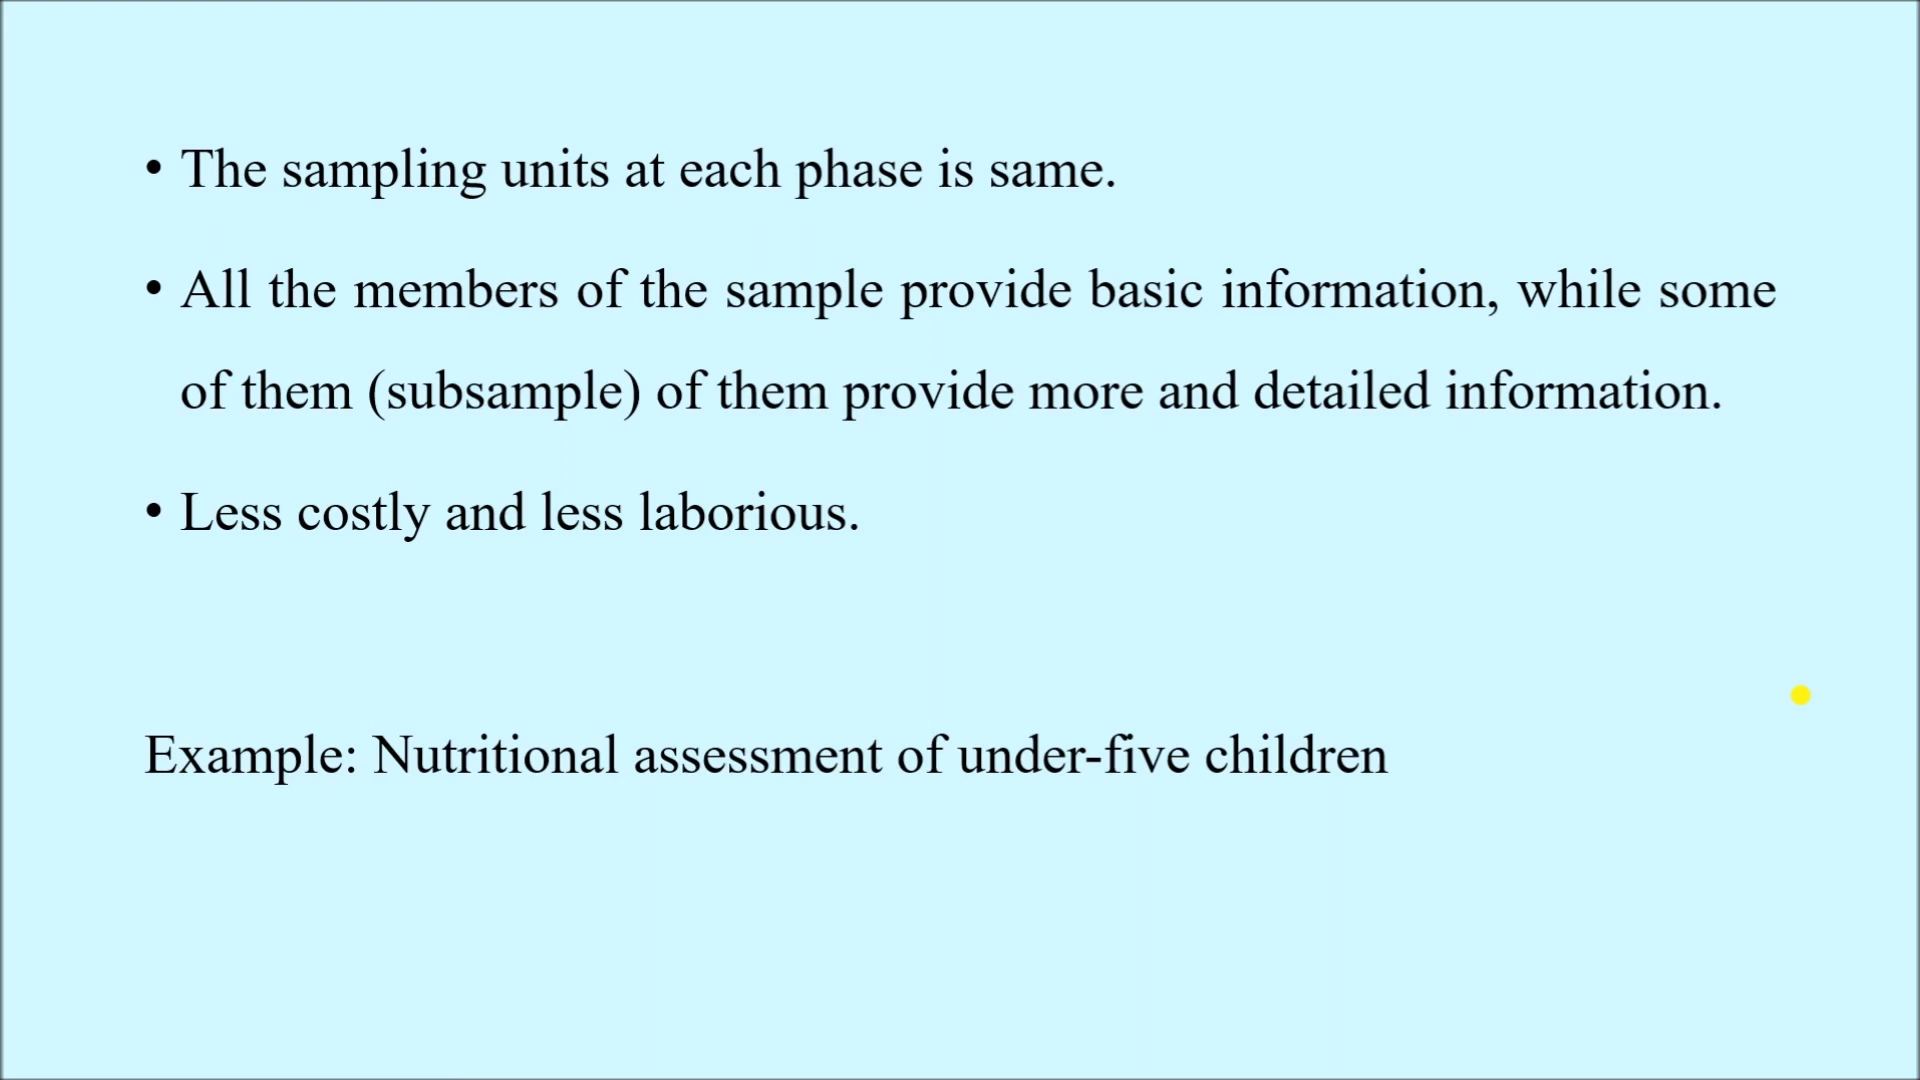 • The sampling units at each phase is same.
• All the members of the sample provide basic information, while some
of them (subsample) of them provide more and detailed information.
• Less costly and less laborious.
Example: Nutritional assessment of under-five children